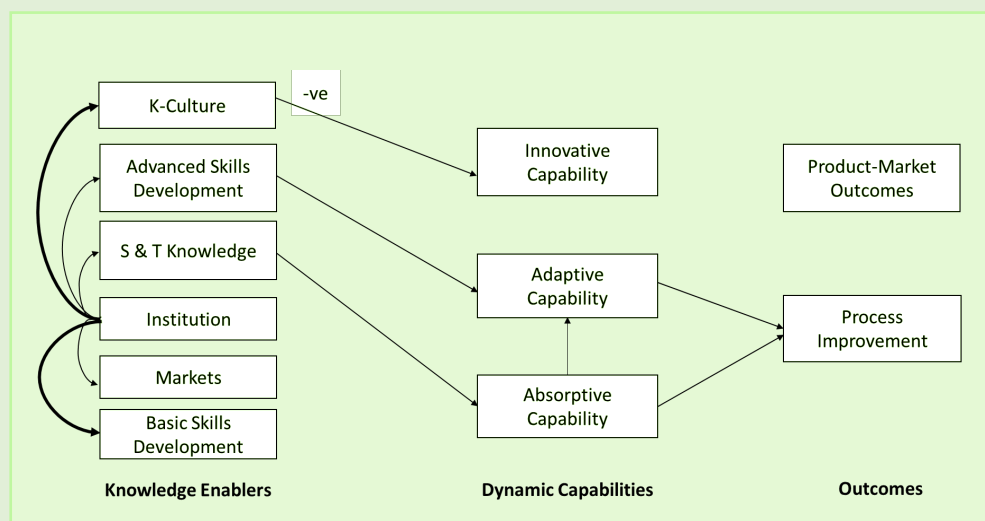 K-Culture
-ve
Advanced Skills
Development
S & T Knowledge
Institution
Markets
Basic Skills
Development
Knowledge Enablers
Innovative
Capability
Adaptive
Capability
Absorptive
Capability
Dynamic Capabilities
Product-Market
Outcomes
Process
Improvement
Outcomes